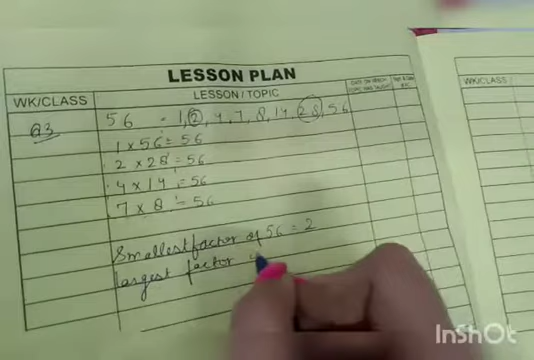 LESSON PLAN
WK/CLASS LESSON / TOPIC
Q3 56 = 1, 2, 4, 7, 8, 14, 28, 56
1 x 56 = 56
2 x 28 = 56
4 x 14 = 56
7 x 8 = 56
Smallest factor of 56 = 2
largest factor
WK/CLASS
InShOt